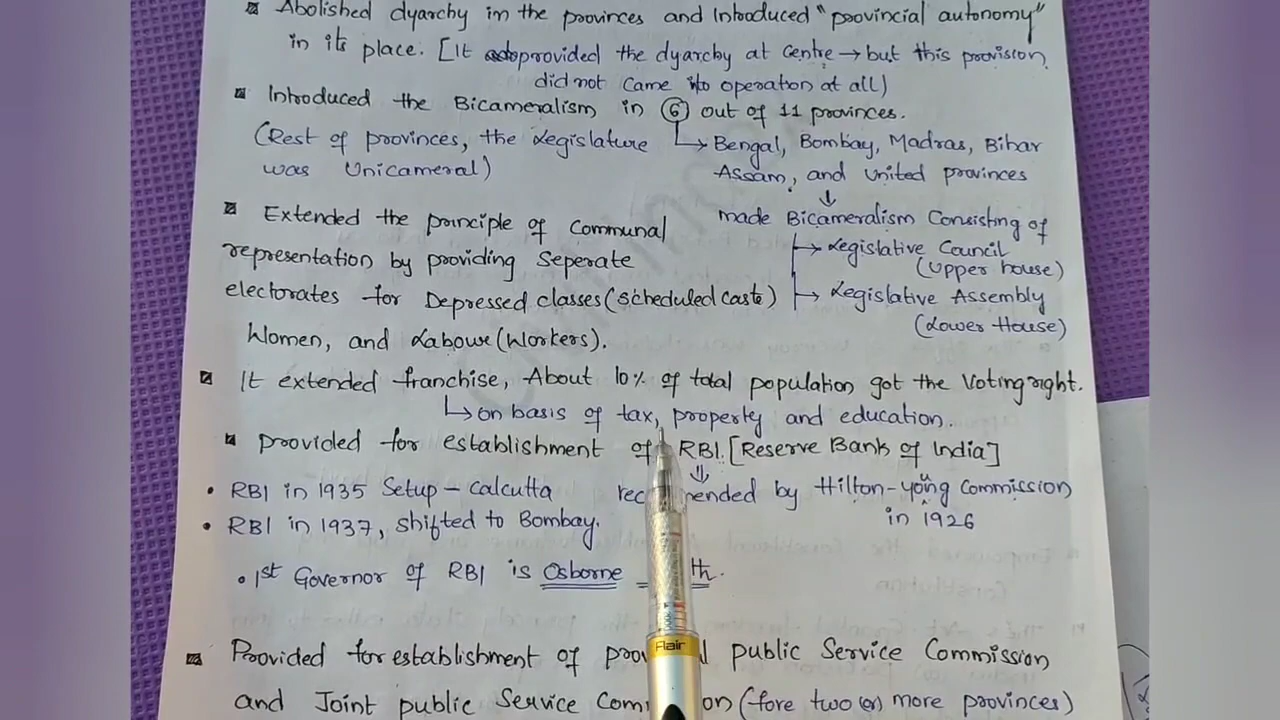 Abolished dyarchy in the provinces and Introduced "provincial autonomy"
in its place. [It provided the dyarchy at centre → but this provision
did not came into operation at all)
Introduced the Bicameralism in 6 out of 11 provinces.
(Rest of provinces, the Legislature
was Unicameral)
→ Bengal, Bombay, Madras, Bihar
Assam, and United provinces
↓
made Bicameralism Consisting of
→ Legislative Council
(Upper house)
→ Legislative Assembly
(Lower House)
Extended the principle of Communal
representation by providing Seperate
electorates for Depressed classes (scheduled caste)
Women, and Labour (Workers).
It extended franchise, About 10% of total population got the Voting right.
↳ on basis of tax, property and education.
provided for establishment of RBI. [Reserve Bank of India]
⇓
recommended by Hilton-young Commission
in 1926
• RBI in 1935 Setup - Calcutta
• RBI in 1937, shifted to Bombay.
• 1st Governor of RBI is Osborne th.
Provided for establishment of pro l public Service Commission
and Joint public Service Com on (fore two (or) more provinces)
Flair